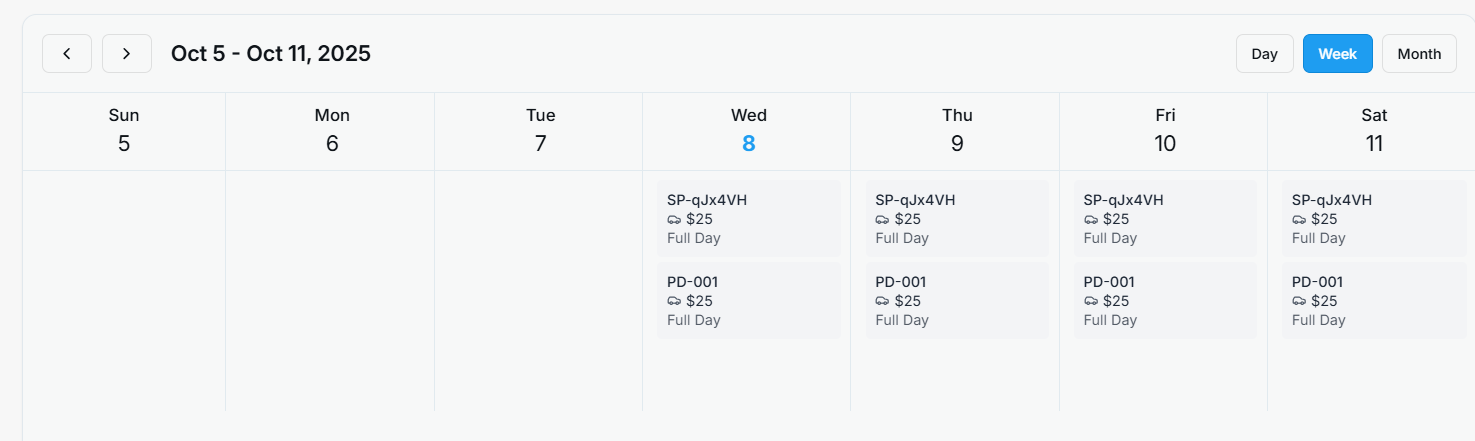 Oct 5 - Oct 11, 2025
Day Week Month
Sun Mon Tue Wed Thu Fri Sat
5 6 7 8 9 10 11
SP-qJx4VH SP-qJx4VH SP-qJx4VH SP-qJx4VH
$25 $25 $25 $25
Full Day Full Day Full Day Full Day
PD-001 PD-001 PD-001 PD-001
$25 $25 $25 $25
Full Day Full Day Full Day Full Day